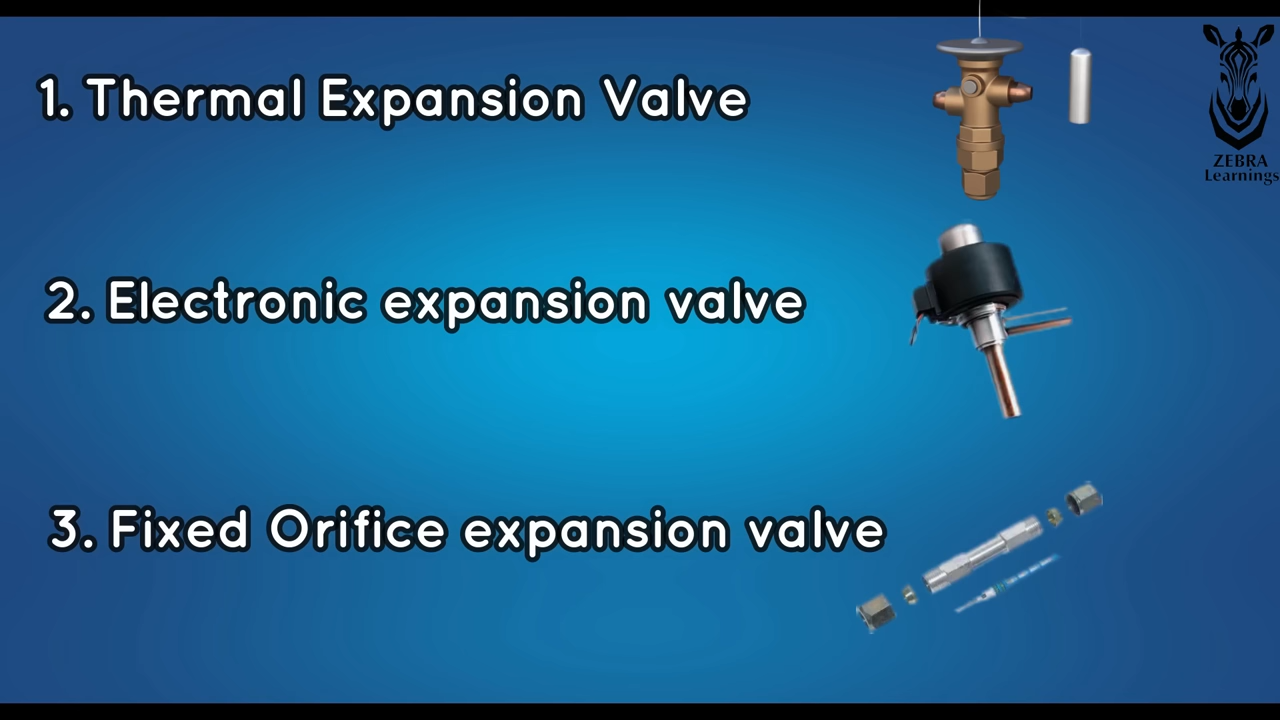 1. Thermal Expansion Valve
ZEBRA
Learnings
2. Electronic expansion valve
3. Fixed Orifice expansion valve